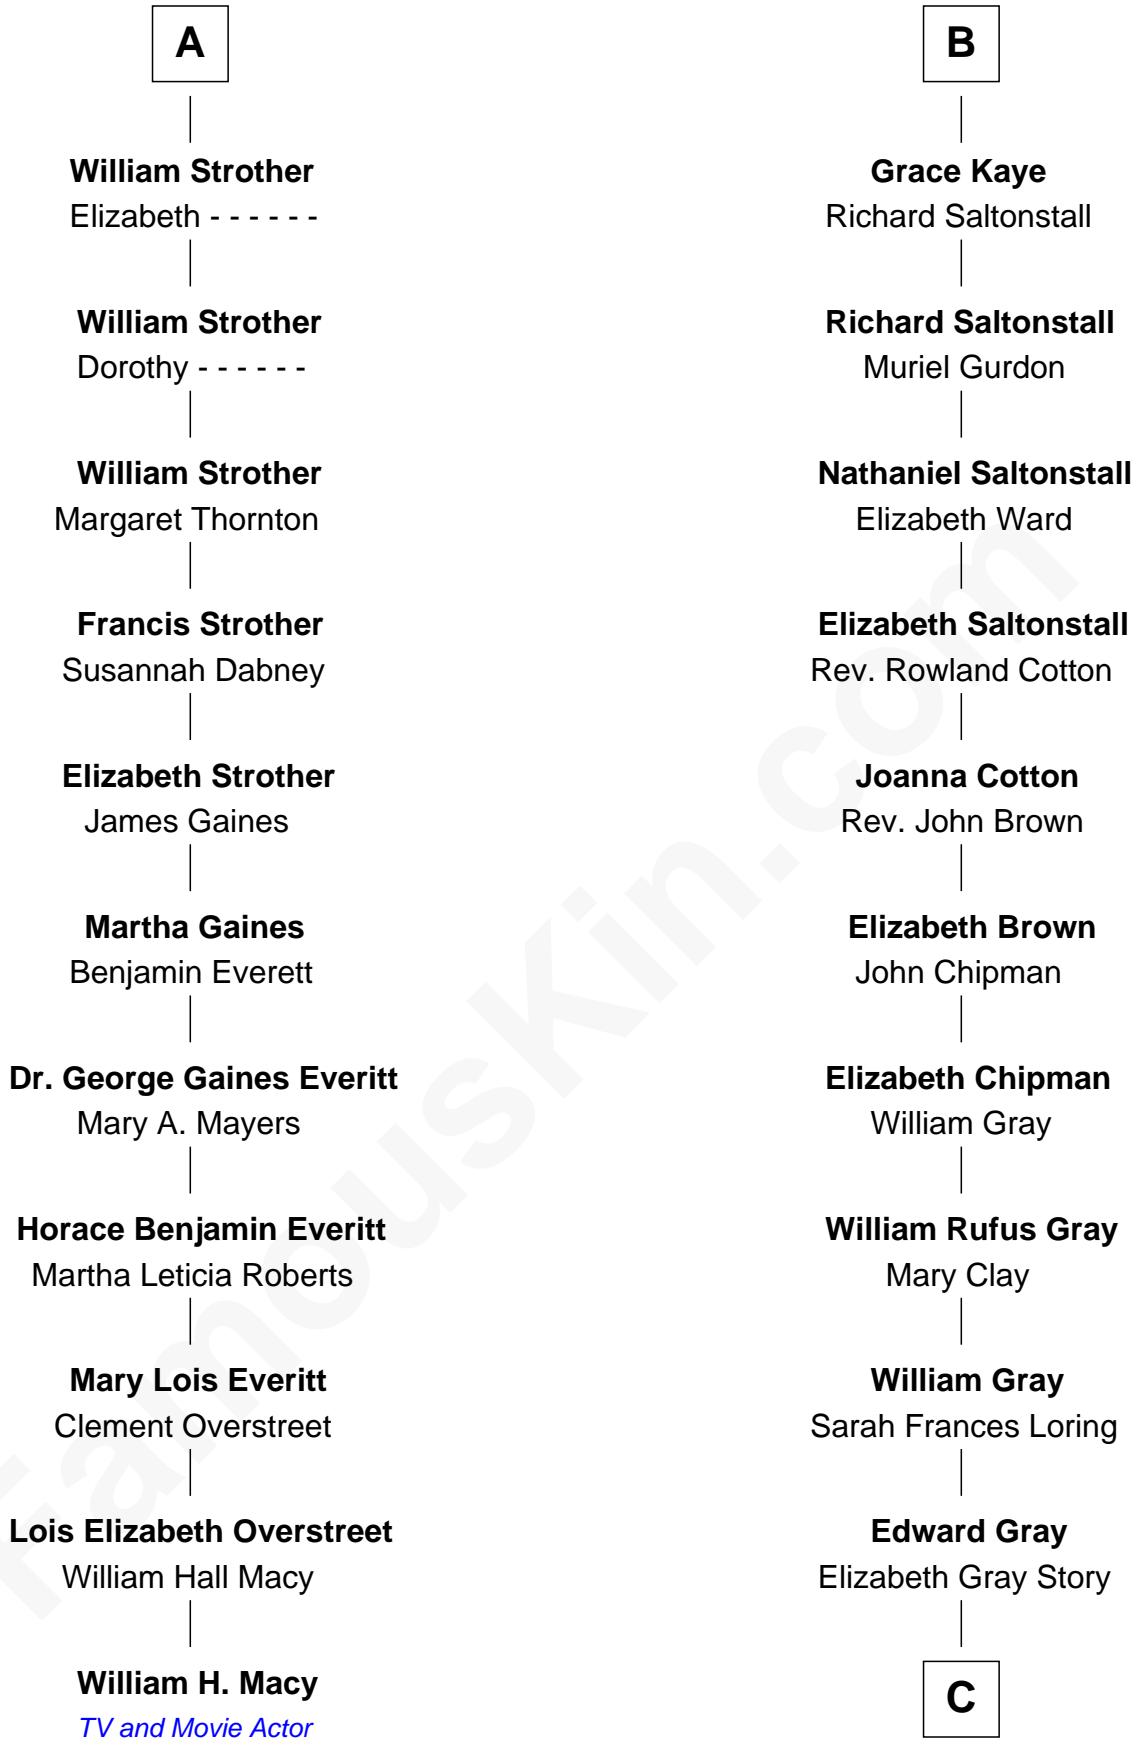 A
William Strother
Elizabeth - - - - - -
William Strother
Dorothy - - - - - -
William Strother
Margaret Thornton
Francis Strother
Susannah Dabney
Elizabeth Strother
James Gaines
Martha Gaines
Benjamin Everett
Dr. George Gaines Everitt
Mary A. Mayers
Horace Benjamin Everitt
Martha Leticia Roberts
Mary Lois Everitt
Clement Overstreet
Lois Elizabeth Overstreet
William Hall Macy
William H. Macy
TV and Movie Actor
B
Grace Kaye
Richard Saltonstall
Richard Saltonstall
Muriel Gurdon
Nathaniel Saltonstall
Elizabeth Ward
Elizabeth Saltonstall
Rev. Rowland Cotton
Joanna Cotton
Rev. John Brown
Elizabeth Brown
John Chipman
Elizabeth Chipman
William Gray
William Rufus Gray
Mary Clay
William Gray
Sarah Frances Loring
Edward Gray
Elizabeth Gray Story
C
FamousKin.com